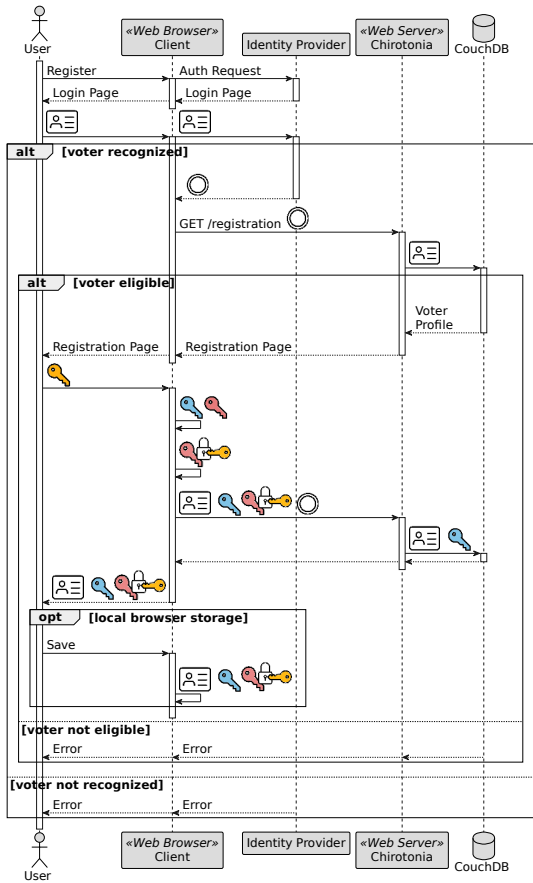 «Web Browser»
«Web Server»
User
Client
Identity Provider
Chirotonia
CouchDB
Register
Auth Request
Login Page
Login Page
alt
[voter recognized]
GET /registration
alt
[voter eligible]
Voter
Profile
Registration Page
Registration Page
opt
[local browser storage]
Save
[voter not eligible]
Error
Error
[voter not recognized]
Error
Error
«Web Browser»
«Web Server»
User
Client
Identity Provider
Chirotonia
CouchDB